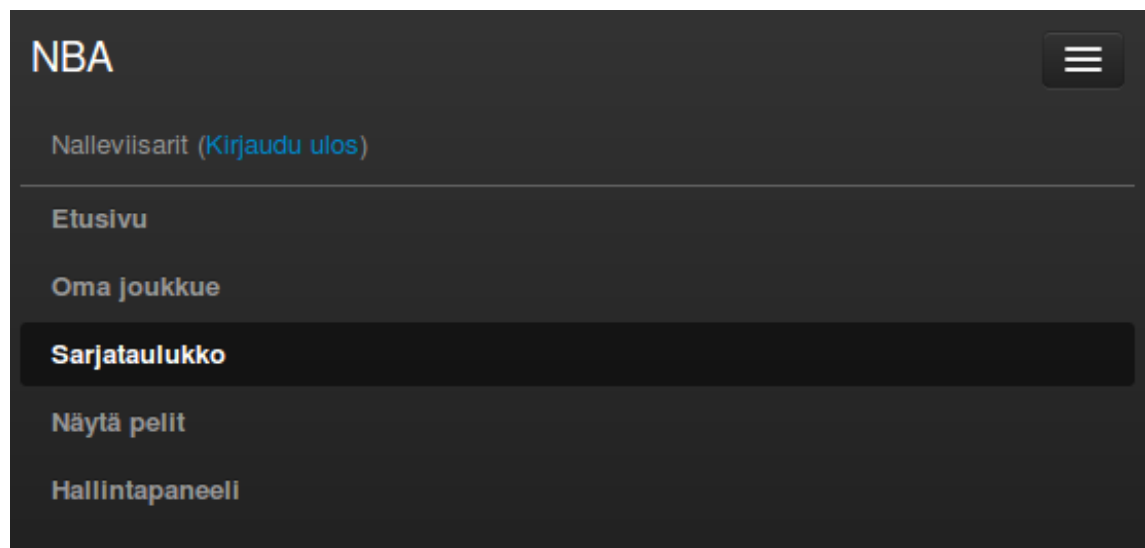 NBA
Nalleviisarit (Kirjaudu ulos)
Etusivu
Oma joukkue
Sarjataulukko
Näytä pelit
Hallintapaneeli